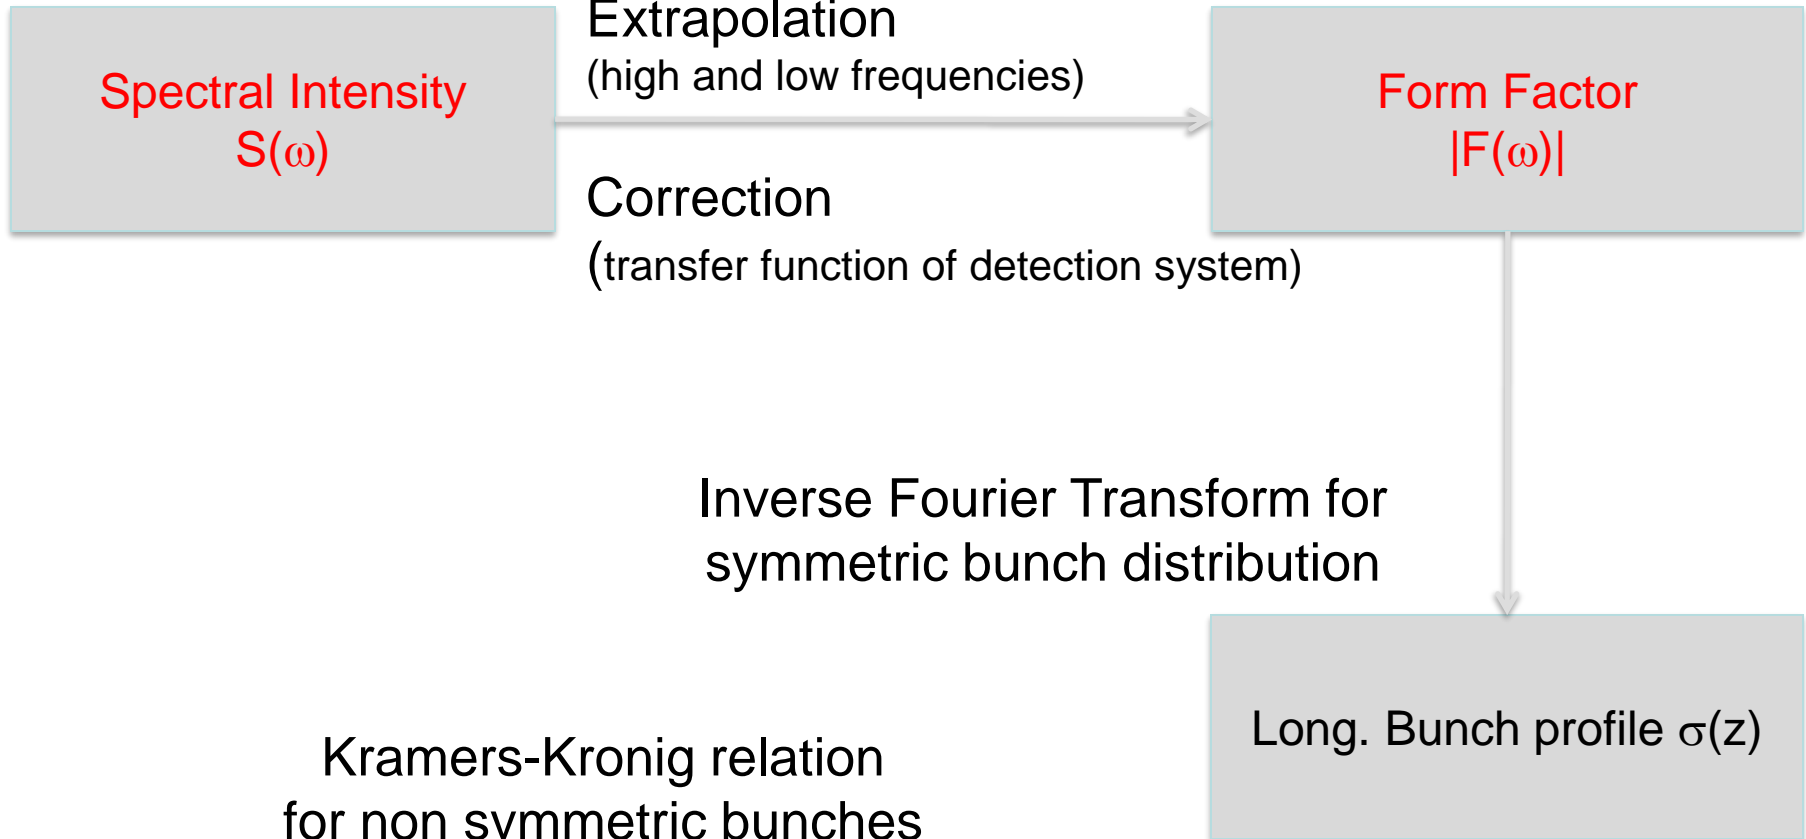 Spectral Intensity
S(ω)
Extrapolation
(high and low frequencies)
Correction
(transfer function of detection system)
Form Factor
|F(ω)|
Inverse Fourier Transform for
symmetric bunch distribution
Long. Bunch profile σ(z)
Kramers-Kronig relation
for non symmetric bunches